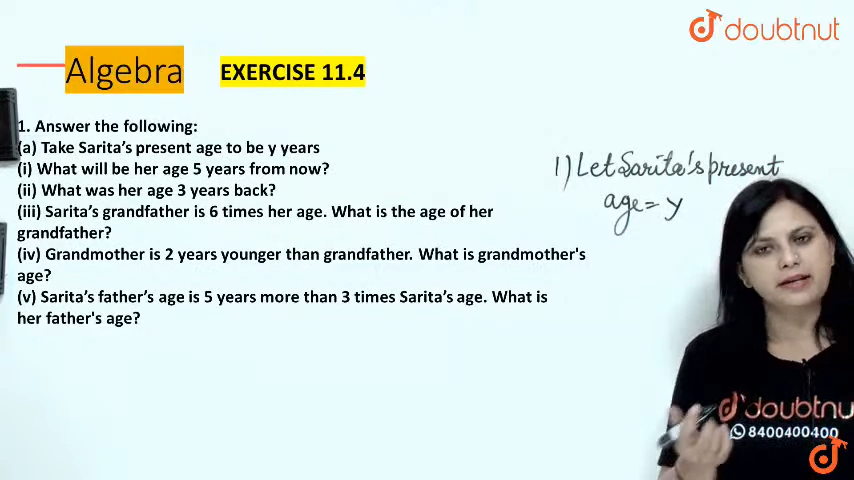 doubtnut
Algebra
EXERCISE 11.4
1. Answer the following:
(a) Take Sarita's present age to be y years
(i) What will be her age 5 years from now?
(ii) What was her age 3 years back?
(iii) Sarita's grandfather is 6 times her age. What is the age of her
grandfather?
(iv) Grandmother is 2 years younger than grandfather. What is grandmother's
age?
(v) Sarita's father's age is 5 years more than 3 times Sarita's age. What is
her father's age?
1) Let Sarita's present
age = y
doubtnu
8400400400